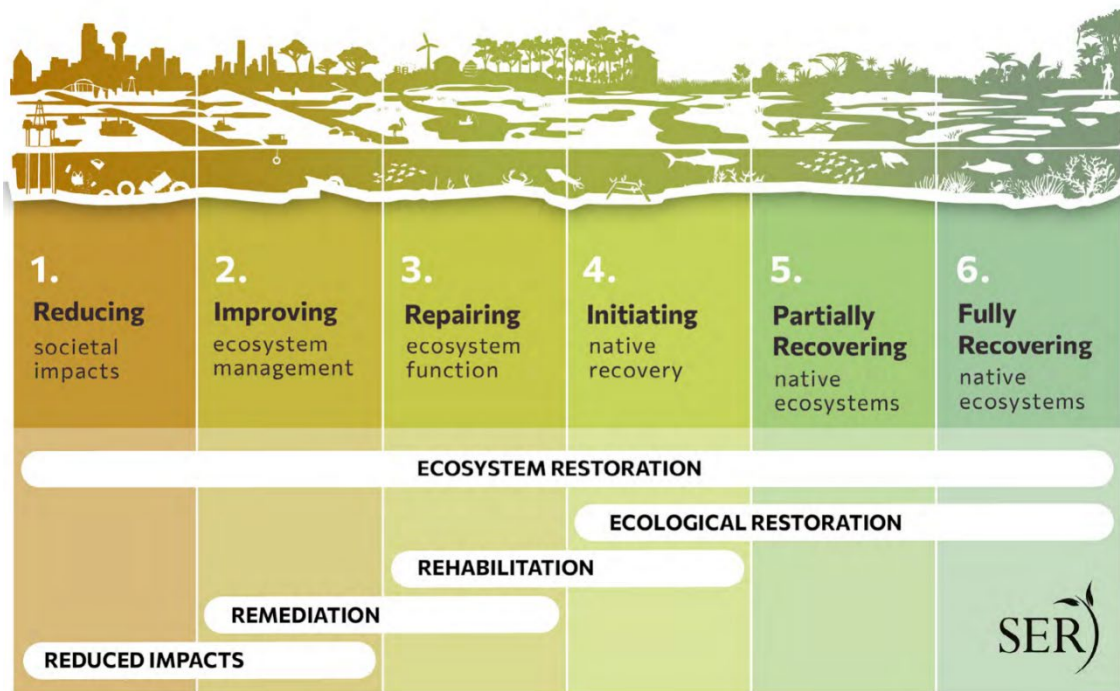 1.
Reducing
societal
impacts
2.
Improving
ecosystem
management
3.
Repairing
ecosystem
function
4.
Initiating
native
recovery
5.
Partially
Recovering
native
ecosystems
6.
Fully
Recovering
native
ecosystems
ECOSYSTEM RESTORATION
ECOLOGICAL RESTORATION
REHABILITATION
REMEDIATION
REDUCED IMPACTS
SER